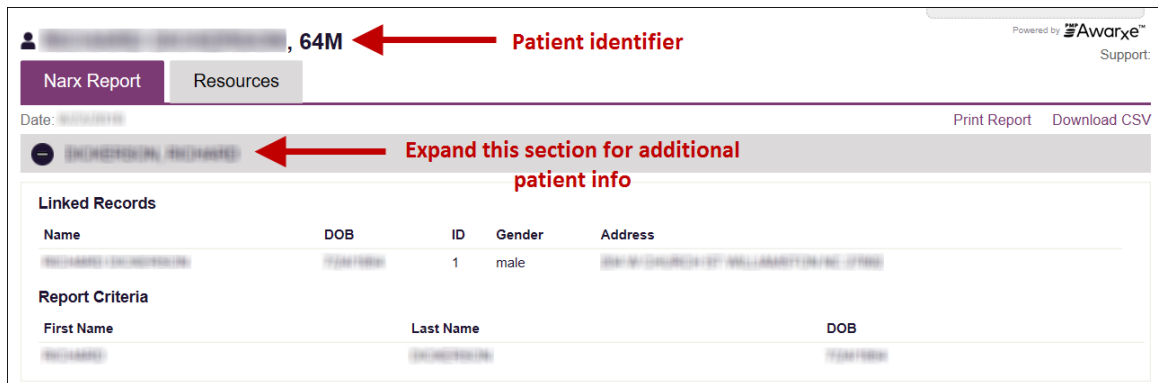 , 64M
Patient identifier
Powered by PMP AWARxE™
Support:
Narx Report
Resources
Date:
Print Report
Download CSV
Expand this section for additional
patient info
Linked Records
Name DOB ID Gender Address
1 male
Report Criteria
First Name Last Name DOB